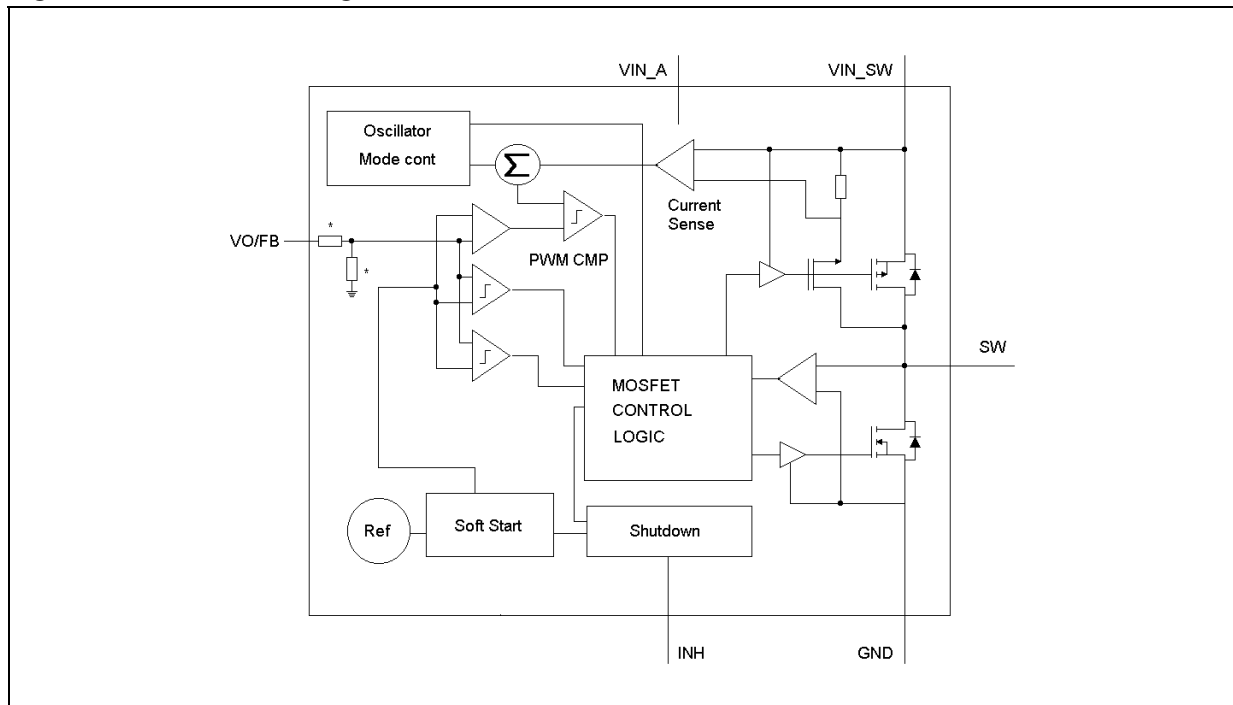 VIN_A
VIN_SW
Oscillator
Mode cont
Σ
Current
Sense
*
VO/FB
*
PWM CMP
SW
MOSFET
CONTROL
LOGIC
Ref
Soft Start
Shutdown
INH
GND